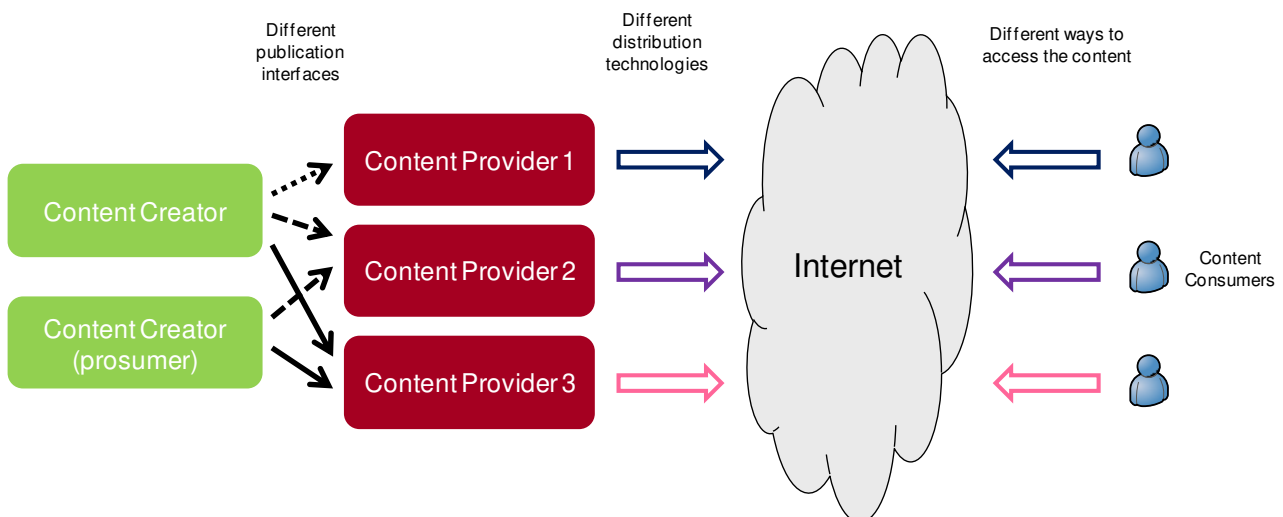 Different
publication
interfaces
Different
distribution
technologies
Different ways to
access the content
Content Creator
Content Creator
(prosumer)
Content Provider 1
Content Provider 2
Content Provider 3
Internet
Content
Consumers